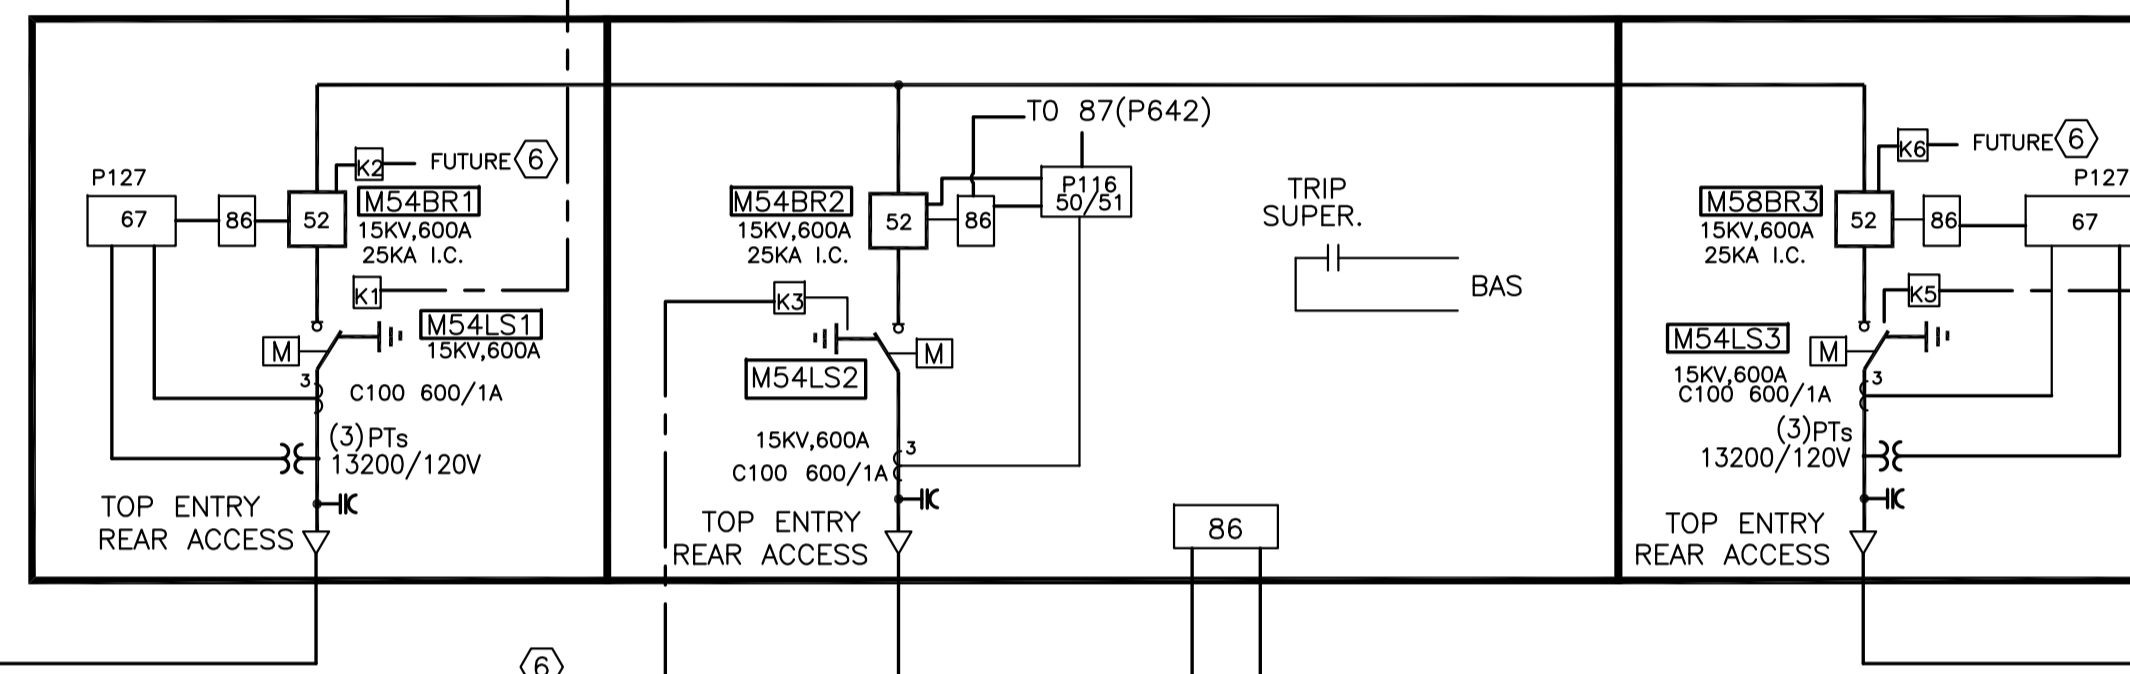 P127
67
86
52
K2
FUTURE
6
M54BR1
15KV,600A
25KA I.C.
K1
M54LS1
15KV,600A
M
3
C100 600/1A
(3)PTs
13200/120V
TOP ENTRY
REAR ACCESS
TO 87(P642)
P116
50/51
M54BR2
15KV,600A
25KA I.C.
52
86
K3
M
M54LS2
15KV,600A
3
C100 600/1A
TOP ENTRY
REAR ACCESS
TRIP
SUPER.
BAS
86
6
K6
FUTURE
6
P127
M58BR3
15KV,600A
25KA I.C.
52
86
67
K5
M54LS3
M
15KV,600A
3
C100 600/1A
(3)PTs
13200/120V
TOP ENTRY
REAR ACCESS